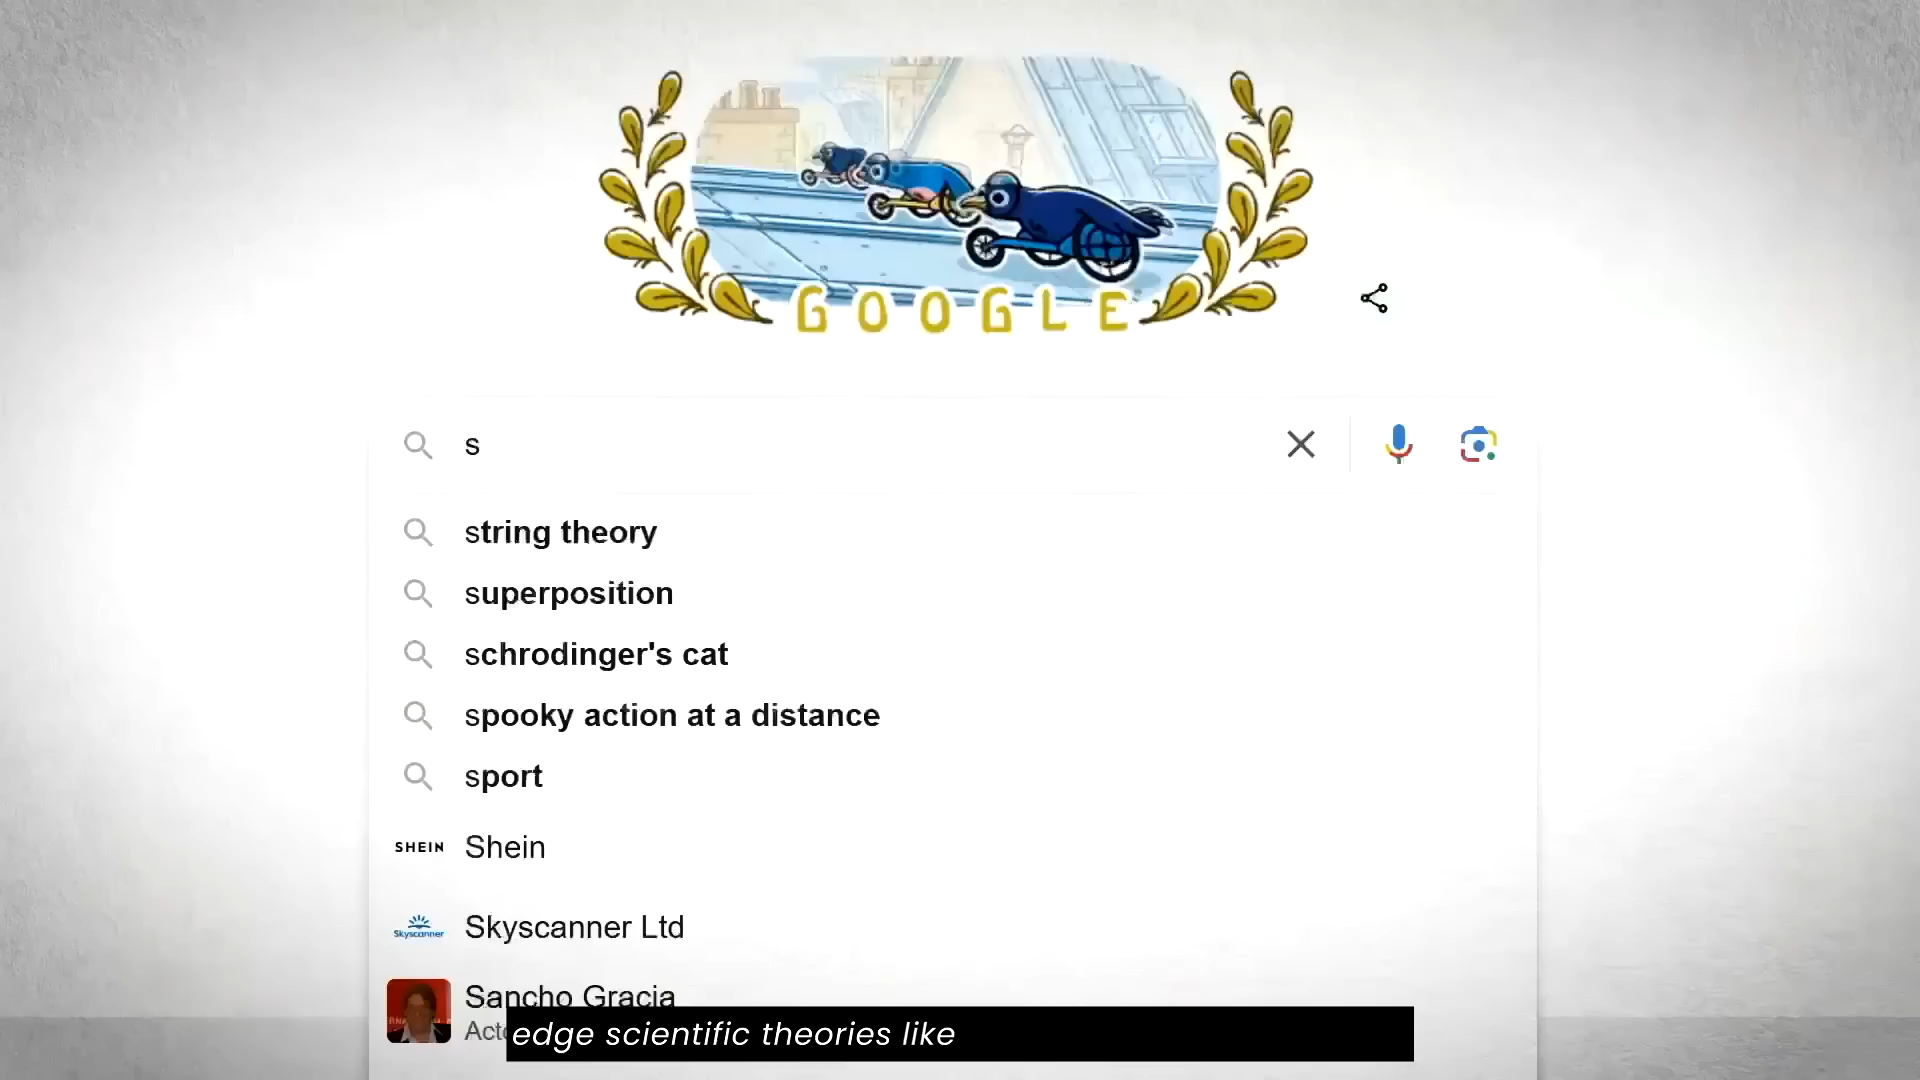 GOOGLE
s
string theory
superposition
schrodinger's cat
spooky action at a distance
sport
SHEIN Shein
Skyscanner Skyscanner Ltd
Sancho Gracia
edge scientific theories like